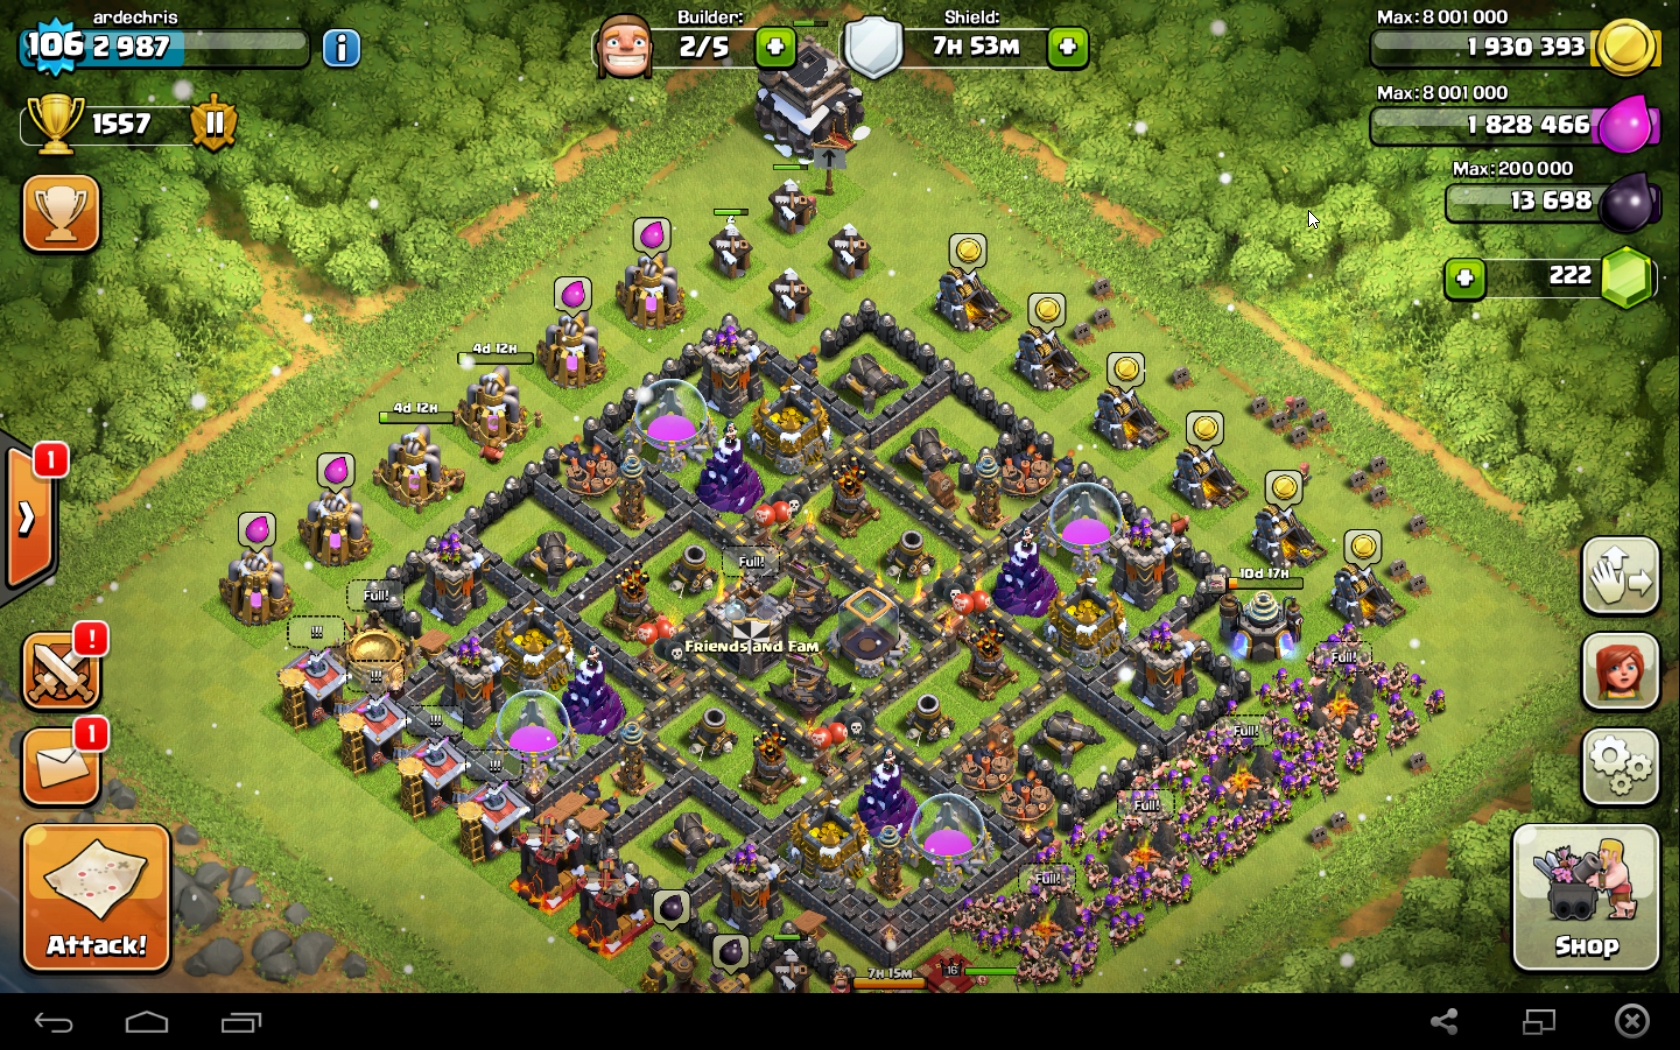 ardechris
106 2 987
Builder:
2/5
Shield:
7h 53m
Max: 8 001 000
1 930 393
Max: 8 001 000
1 828 466
Max: 200 000
13 698
222
1557
II
4d 12h
4d 12h
1
10d 17h
Full!
Full!
!!!
Friends and Fam
Full!
!!!
!
!!!
Full!
1
!!!
Full!
Full!
Attack!
Shop
7h 15m
16